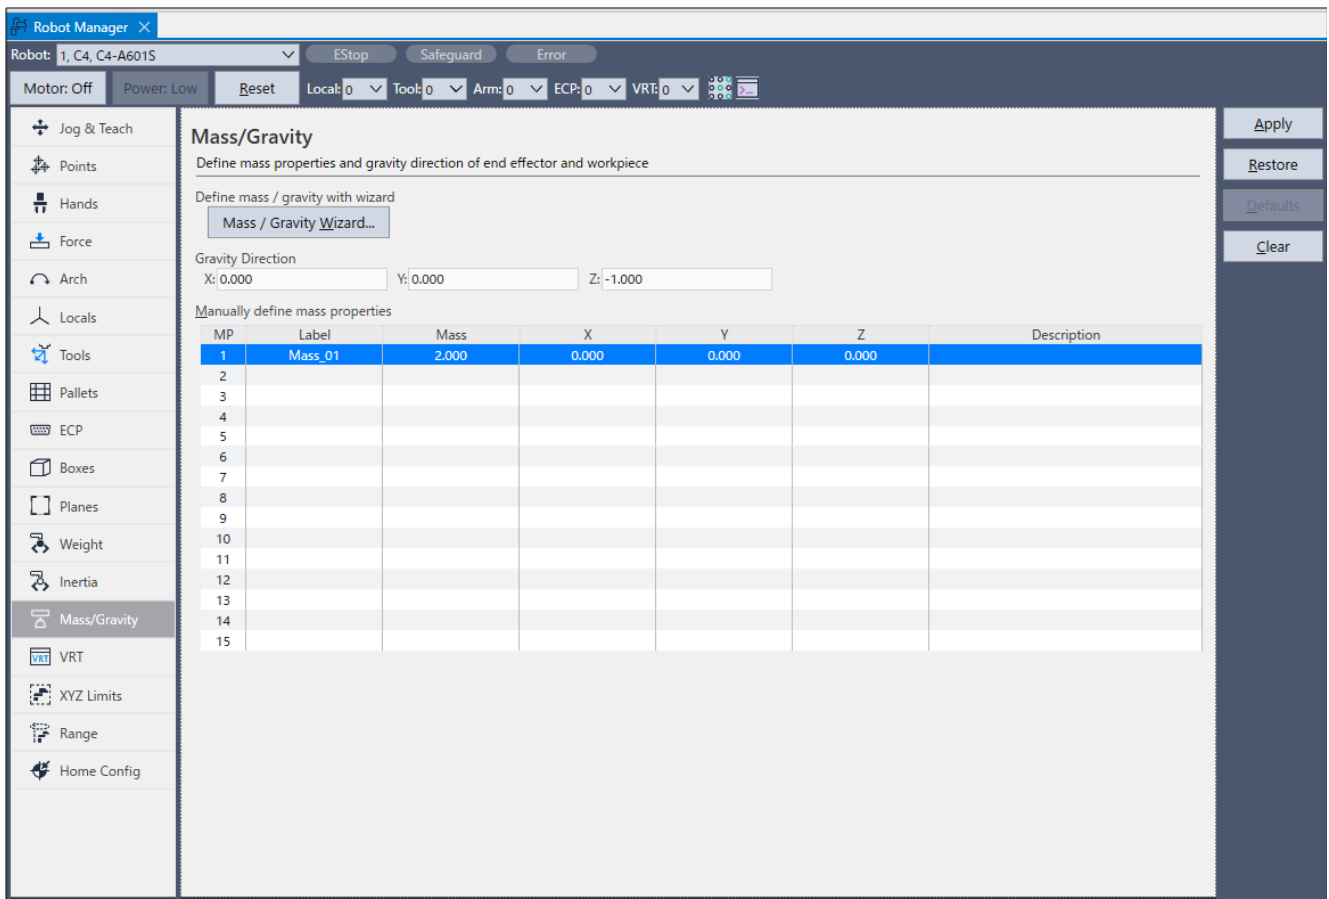 Robot Manager
Robot: 1, C4, C4-A601S EStop Safeguard Error
Motor: Off Power: Low Reset Local: 0 Tool: 0 Arm: 0 ECP: 0 VRT: 0
Jog & Teach
Points
Hands
Force
Arch
Locals
Tools
Pallets
ECP
Boxes
Planes
Weight
Inertia
Mass/Gravity
VRT VRT
XYZ Limits
Range
Home Config
Mass/Gravity
Define mass properties and gravity direction of end effector and workpiece
Define mass / gravity with wizard
Mass / Gravity Wizard...
Gravity Direction
X: 0.000 Y: 0.000 Z: -1.000
Manually define mass properties
MP Label Mass X Y Z Description
1 Mass_01 2.000 0.000 0.000 0.000
2
3
4
5
6
7
8
9
10
11
12
13
14
15
Apply
Restore
Defaults
Clear